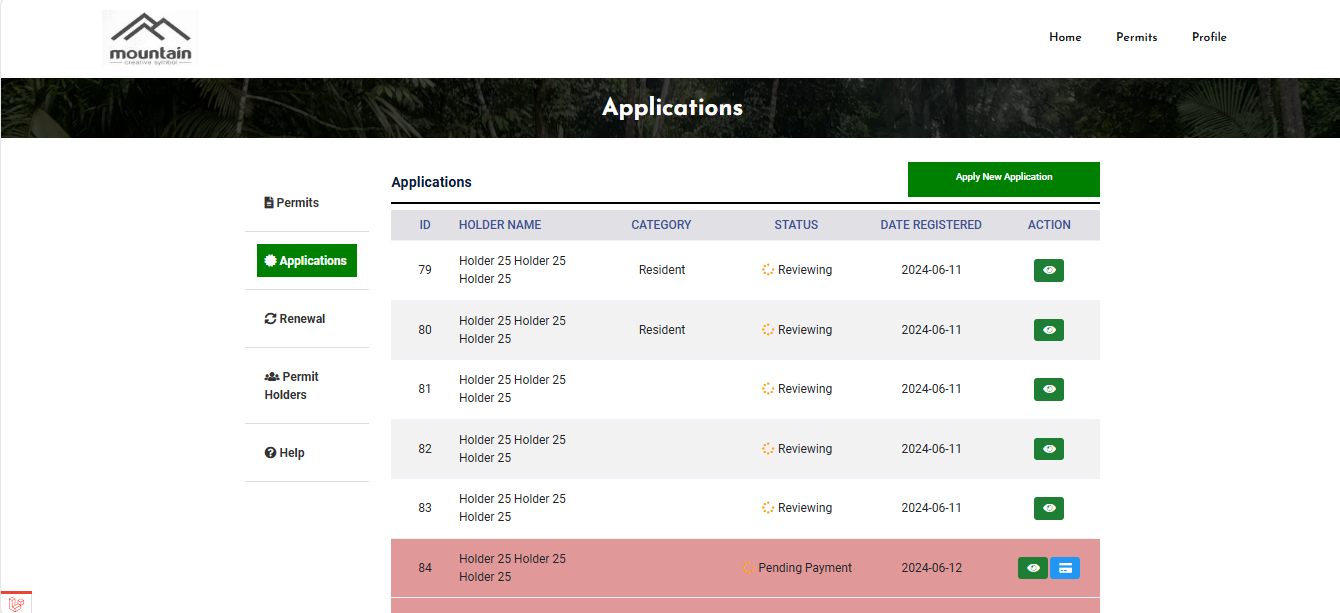 mountain
creative symbol
Home Permits Profile
Applications
Permits
Applications
Renewal
Permit
Holders
Help
Applications
Apply New Application
ID HOLDER NAME CATEGORY STATUS DATE REGISTERED ACTION
79 Holder 25 Holder 25 Resident Reviewing 2024-06-11
Holder 25
80 Holder 25 Holder 25 Resident Reviewing 2024-06-11
Holder 25
81 Holder 25 Holder 25 Reviewing 2024-06-11
Holder 25
82 Holder 25 Holder 25 Reviewing 2024-06-11
Holder 25
83 Holder 25 Holder 25 Reviewing 2024-06-11
Holder 25
84 Holder 25 Holder 25 Pending Payment 2024-06-12
Holder 25